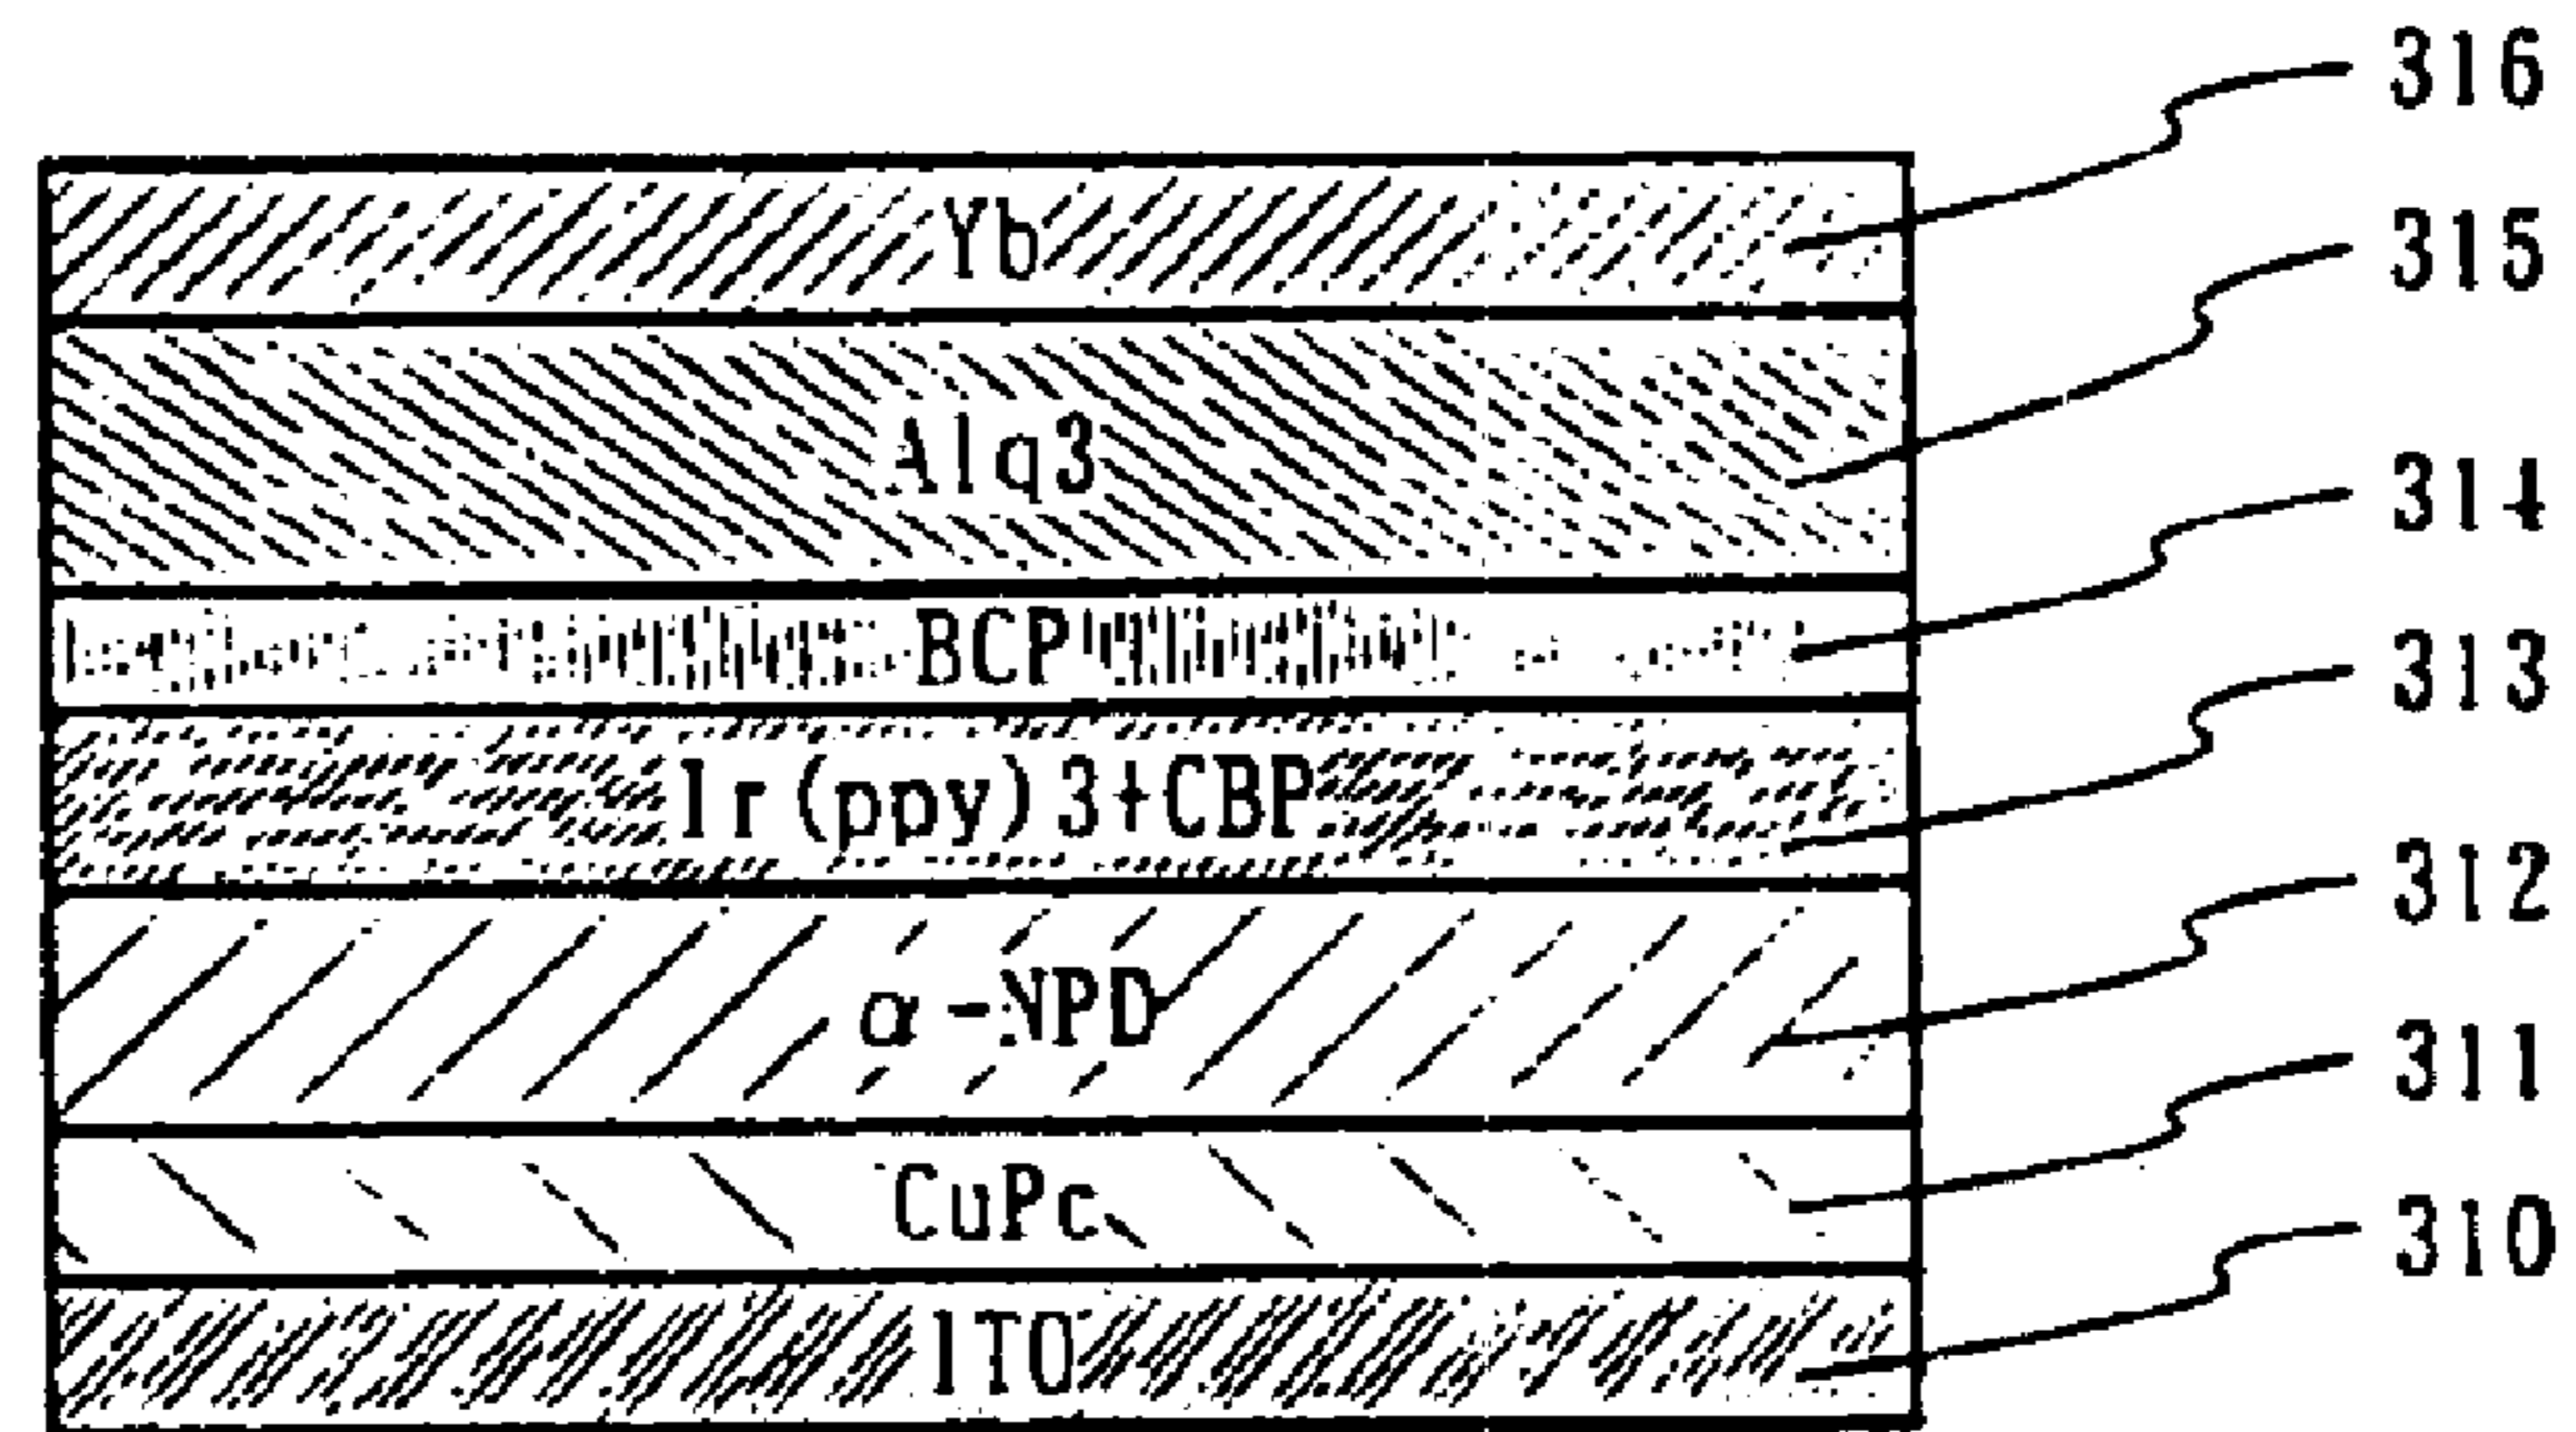 316
Yb
315
Alq3
314
BCP
313
Ir(ppy)3+CBP
312
α-NPD
311
CuPc
310
ITO